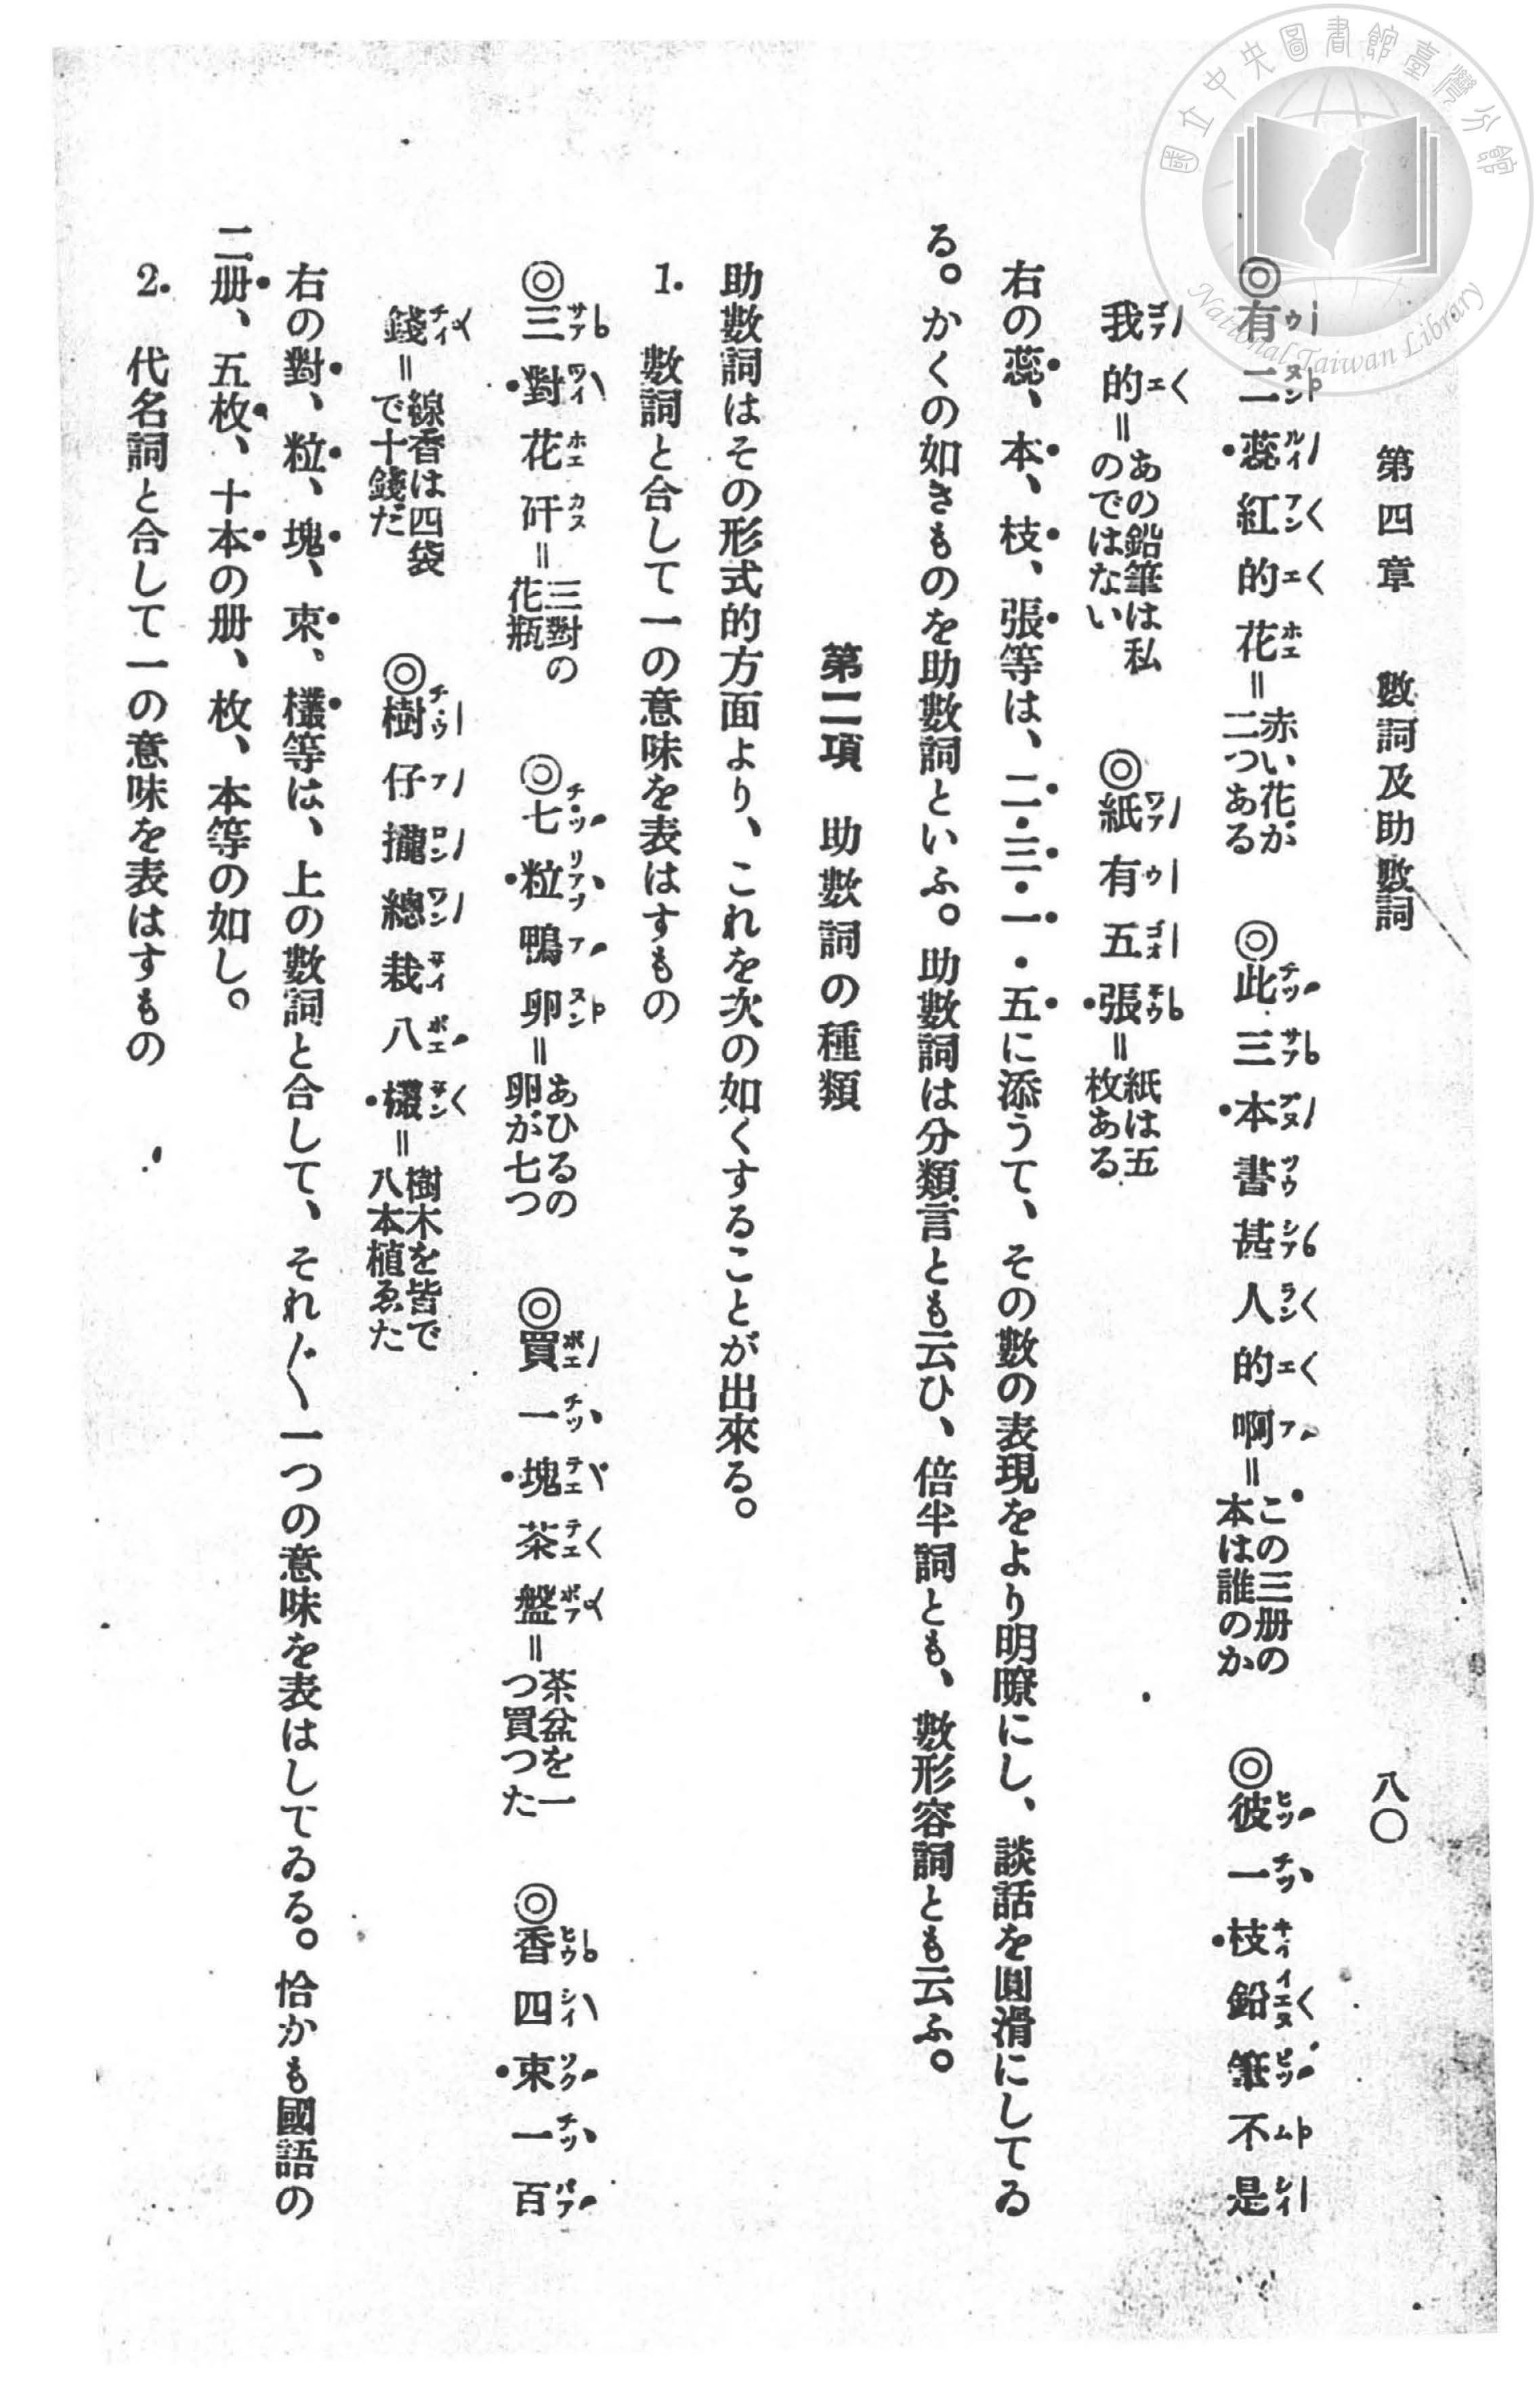 第四章 數詞及助數詞 八〇
◎有二蕊紅的花＝赤い花が二つある ◎此三本書甚人的啊＝この三册の本は誰のか ◎彼一枝鉛筆不是
我的＝あの鉛筆は私のではない ◎紙有五張＝紙は五枚ある
右の蕊、本、枝、張等は、二・三・一・五に添うて、その數の表現をより明瞭にし、談話を圓滑にしてゐ
る。かくの如きものを助數詞といふ。助數詞は分類言とも云ひ、倍半詞とも、數形容詞とも云ふ。
第二項 助數詞の種類
助數詞はその形式的方面より、これを次の如くすることが出來る。
1. 數詞と合して一の意味を表はすもの
◎三對花矸＝三對の花瓶 ◎七粒鴨卵＝あひるの卵が七つ ◎買一塊茶盤＝茶盆を一つ買つた ◎香四束一百
錢＝線香は四袋で十錢だ ◎樹仔攏總栽八欉＝樹木を皆で八本植ゑた
右の對、粒、塊、束、欉等は、上の數詞と合して、それ〴〵一つの意味を表はしてゐる。恰かも國語の
二册、五枚、十本の册、枚、本等の如し。
2. 代名詞と合して一の意味を表はすもの
國立中央圖書館臺灣分館
National Taiwan Library